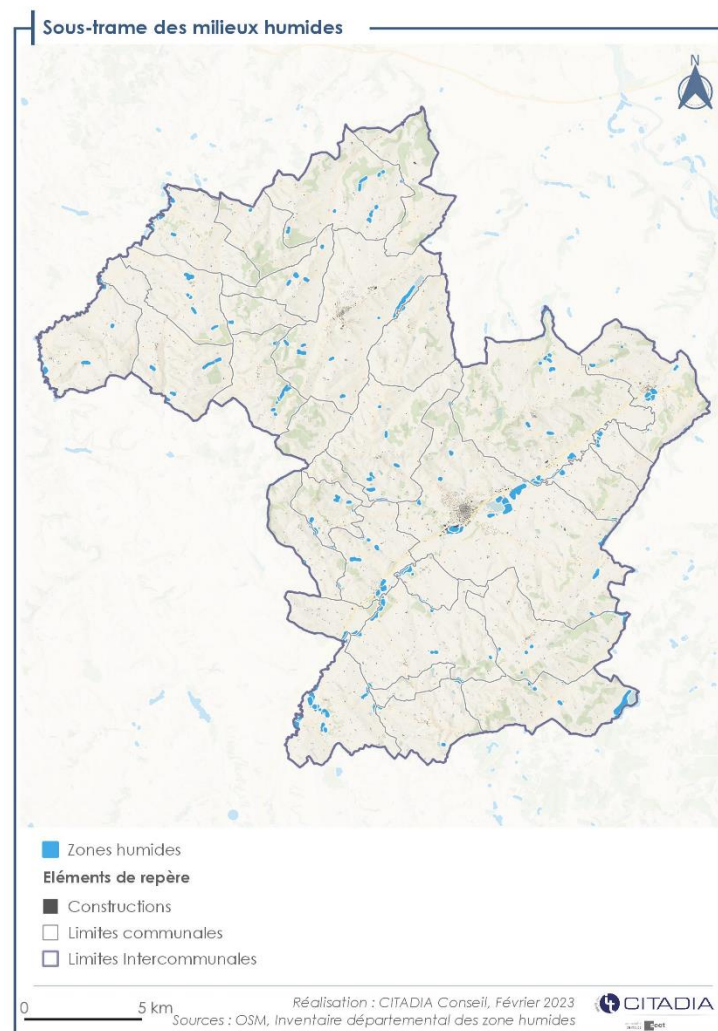 Sous-trame des milieux humides
N
Zones humides
Eléments de repère
Constructions
Limites communales
Limites Intercommunales
0 5 km
Réalisation : CITADIA Conseil, Février 2023
Sources : OSM, Inventaire départemental des zone humides
CITADIA